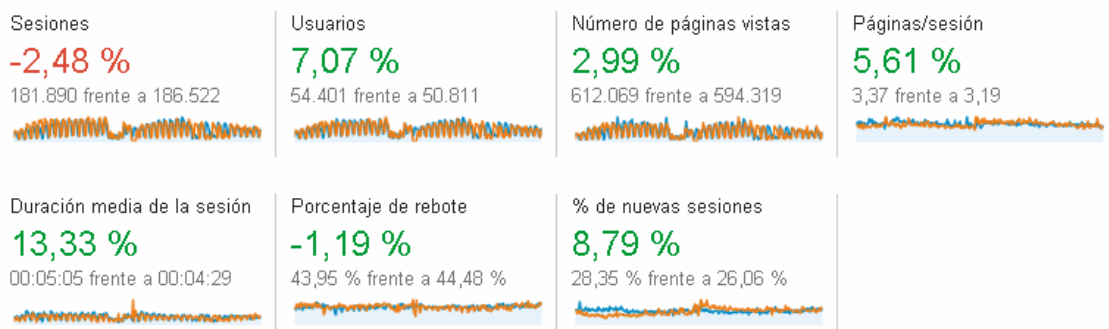 Sesiones
-2,48 %
181.890 frente a 186.522
Usuarios
7,07 %
54.401 frente a 50.811
Número de páginas vistas
2,99 %
612.069 frente a 594.319
Páginas/sesión
5,61 %
3,37 frente a 3,19
Duración media de la sesión
13,33 %
00:05:05 frente a 00:04:29
Porcentaje de rebote
-1,19 %
43,95 % frente a 44,48 %
% de nuevas sesiones
8,79 %
28,35 % frente a 26,06 %